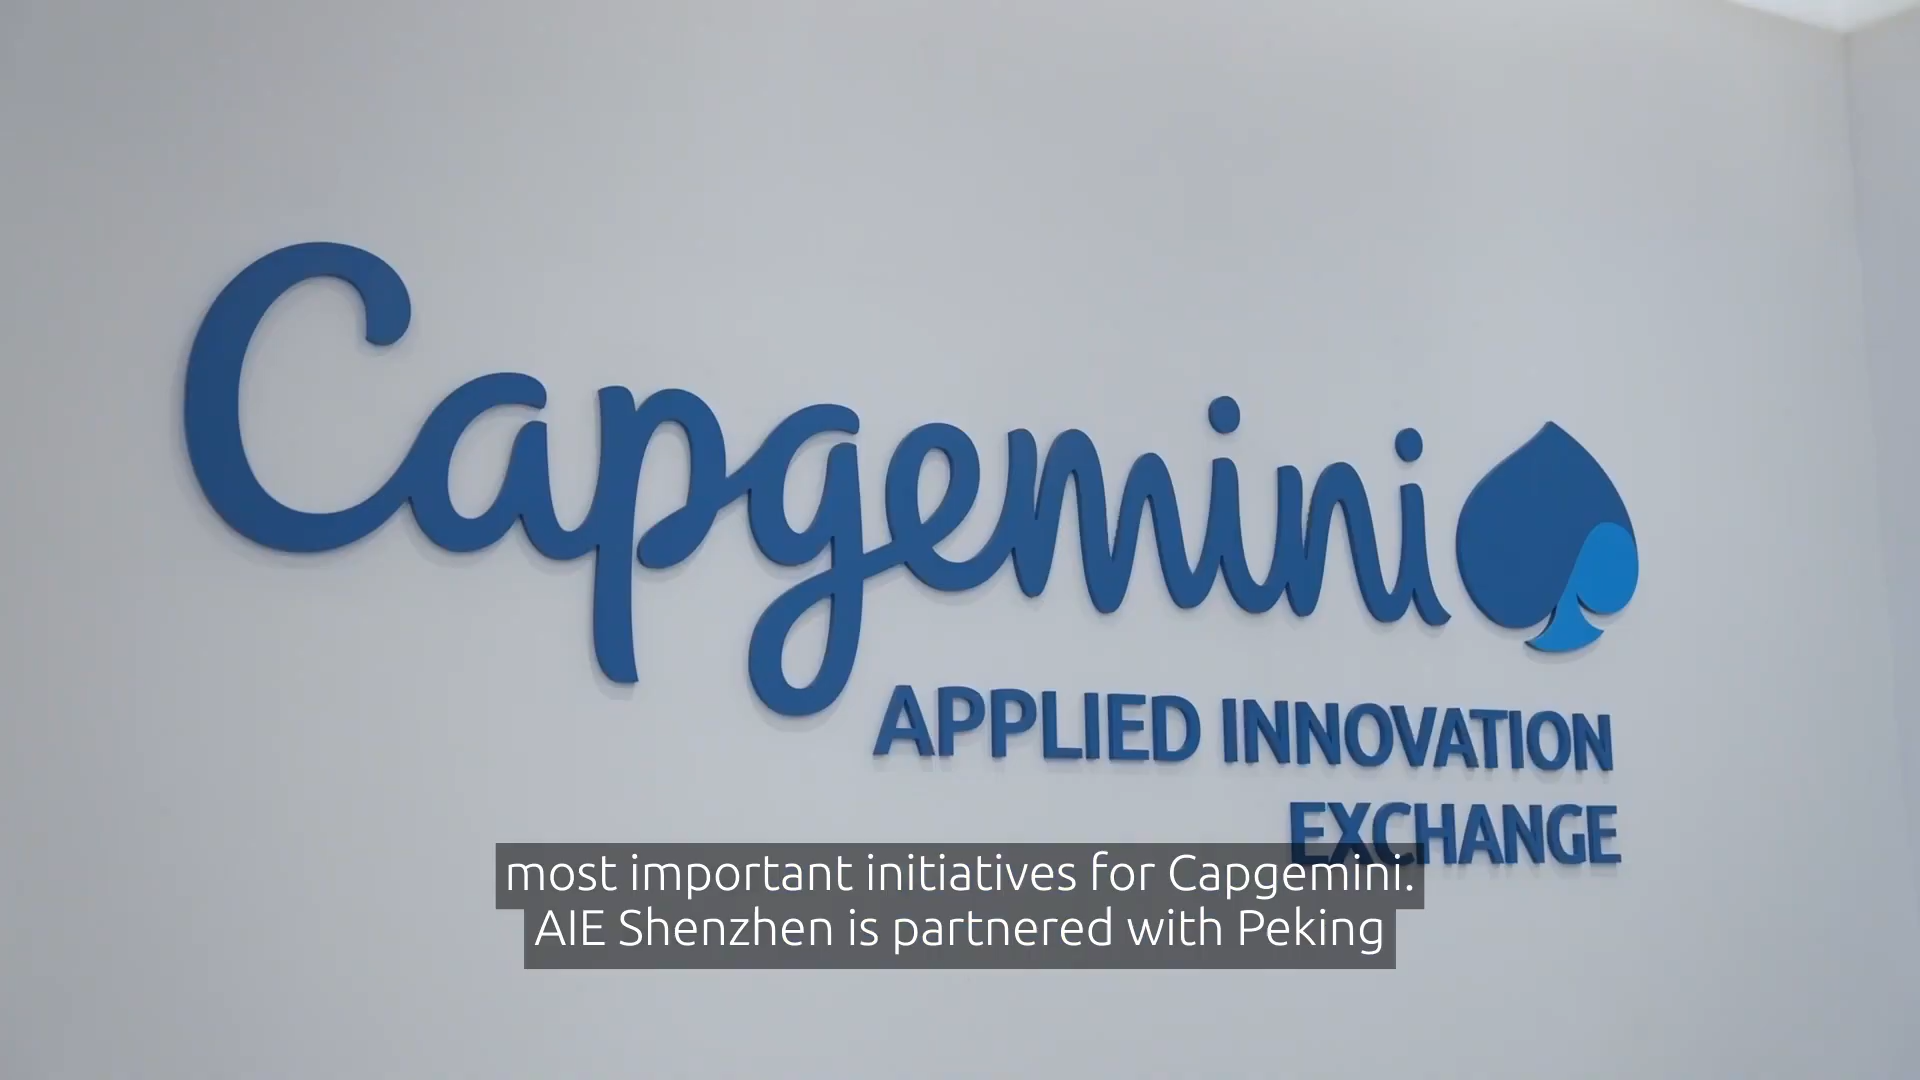 Capgemini
APPLIED INNOVATION
EXCHANGE
most important initiatives for Capgemini.
AIE Shenzhen is partnered with Peking